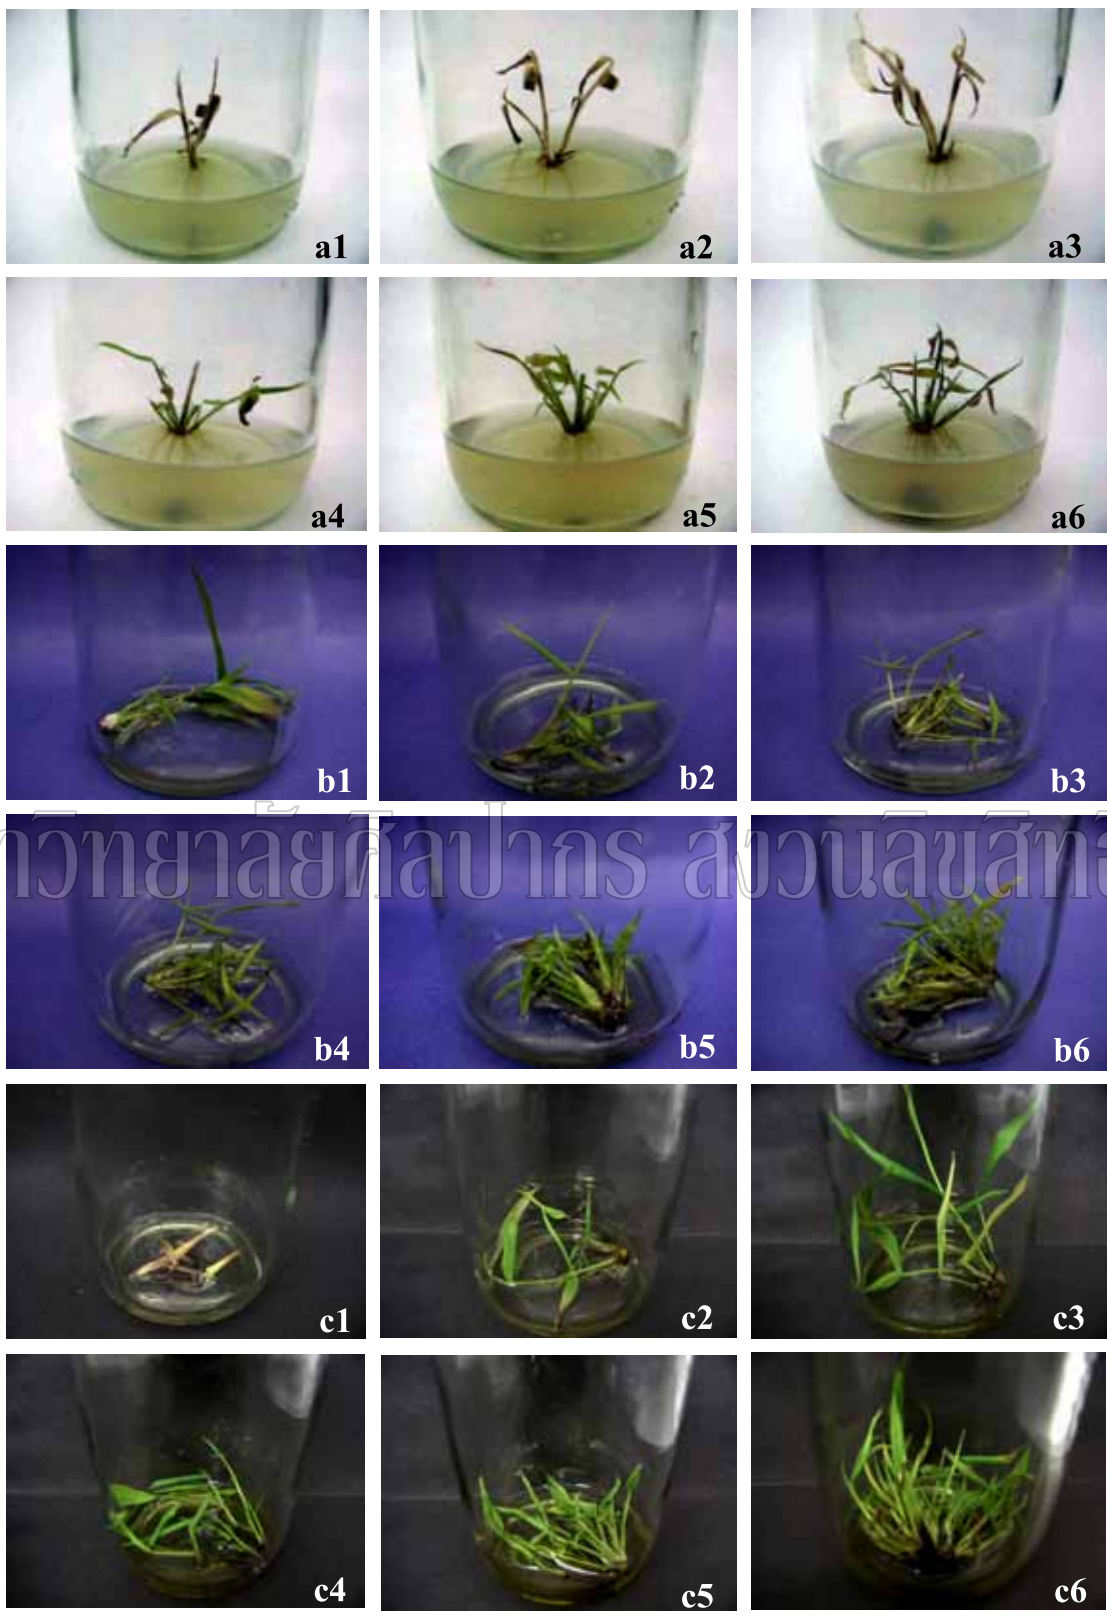 a1 a2 a3
a4 a5 a6
b1 b2 b3
วิทยาลัยศิลปากร สงวนลิขสิทธิ
b4 b5 b6
c1 c2 c3
c4 c5 c6